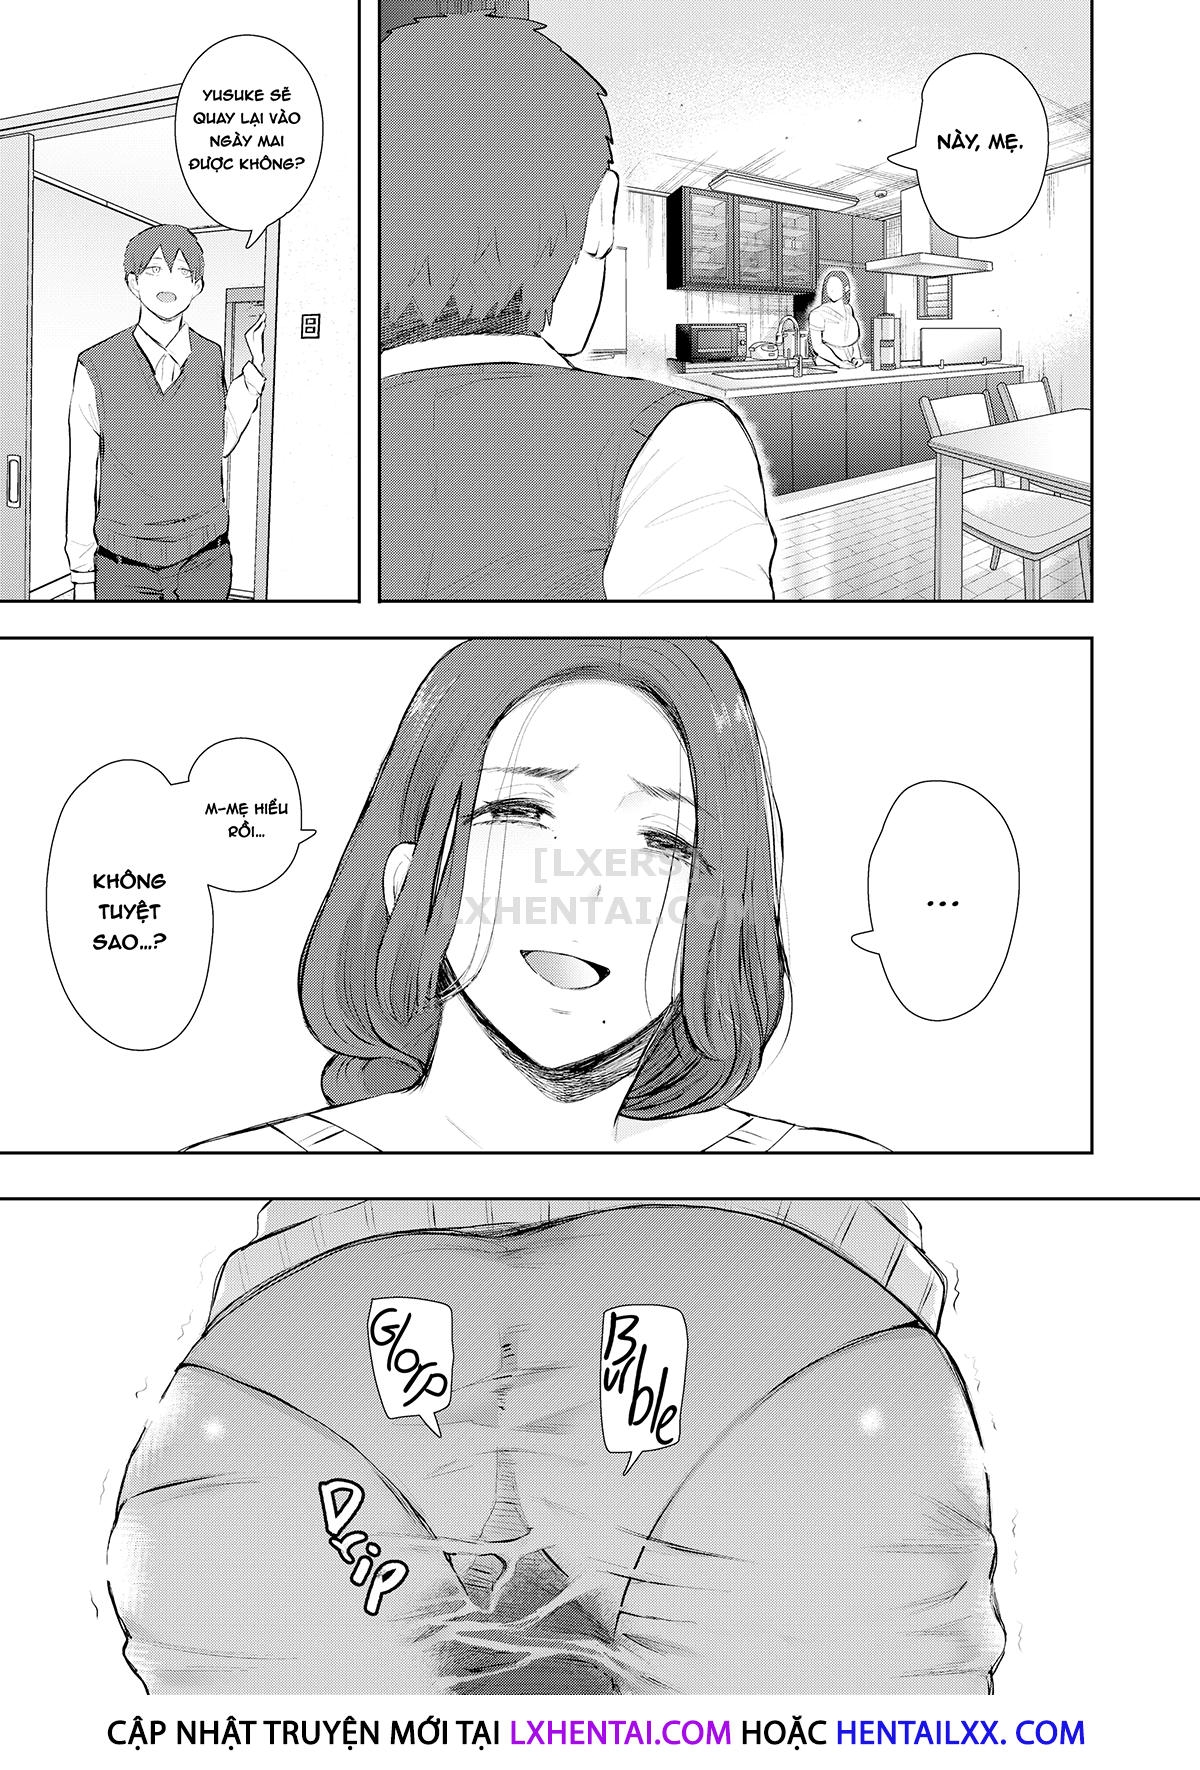 NÀY, MẸ.
YUSUKE SẼ
QUAY LẠI VÀO
NGÀY MAI
ĐƯỢC KHÔNG?
...
M-MẸ HIỂU
RỒI...
KHÔNG
TUYỆT
SAO...?
[LXERS]
LXHENTAI.COM
Burble
Glorp
Drip
CẬP NHẬT TRUYỆN MỚI TẠI LXHENTAI.COM HOẶC HENTAILXX. COM